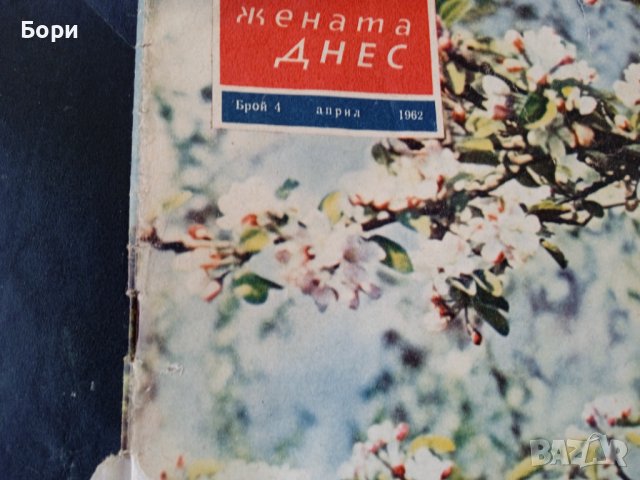 Бори
жената
ДНЕС
Брой 4 април 1962
BAZAR